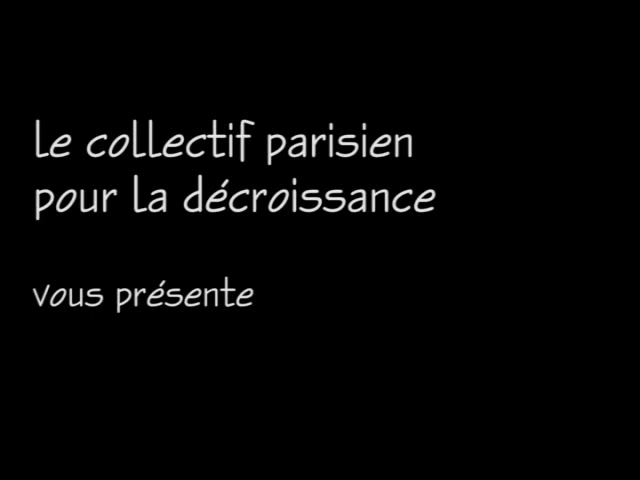 le collectif parisien
pour la décroissance
vous présente